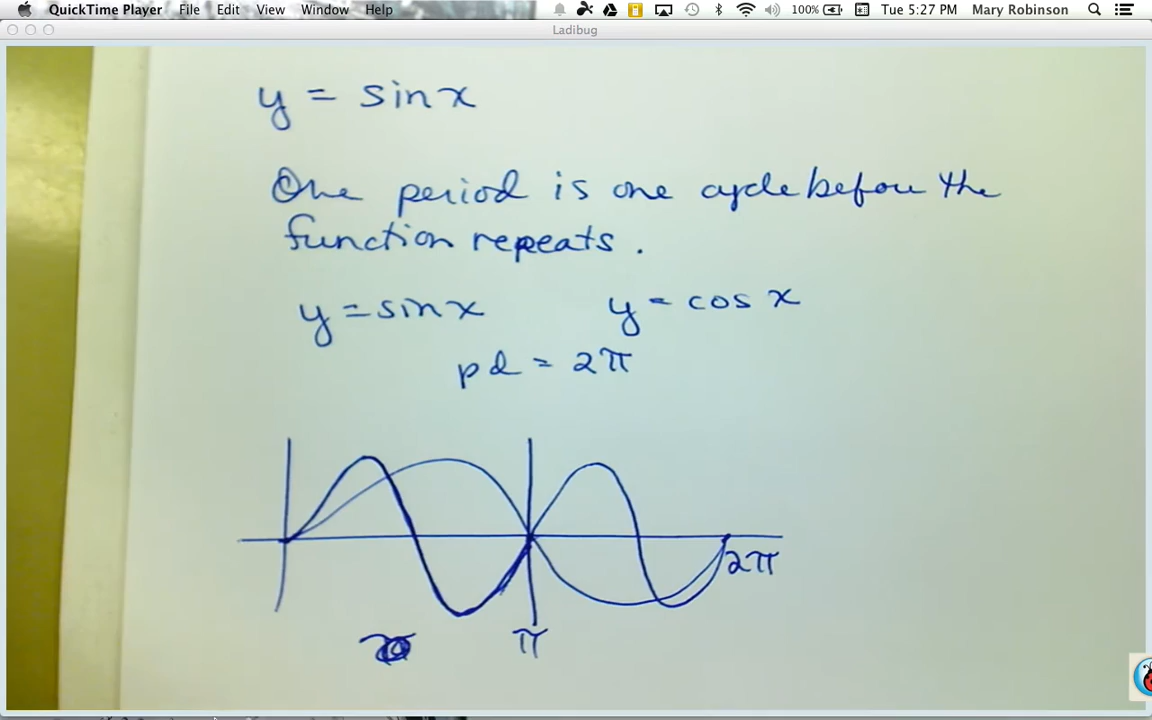 QuickTime Player File Edit View Window Help 100% Tue 5:27 PM Mary Robinson
Ladibug
y = sin x
One period is one cycle before the
function repeats.
y = sin x y = cos x
pd = 2π
2π
π